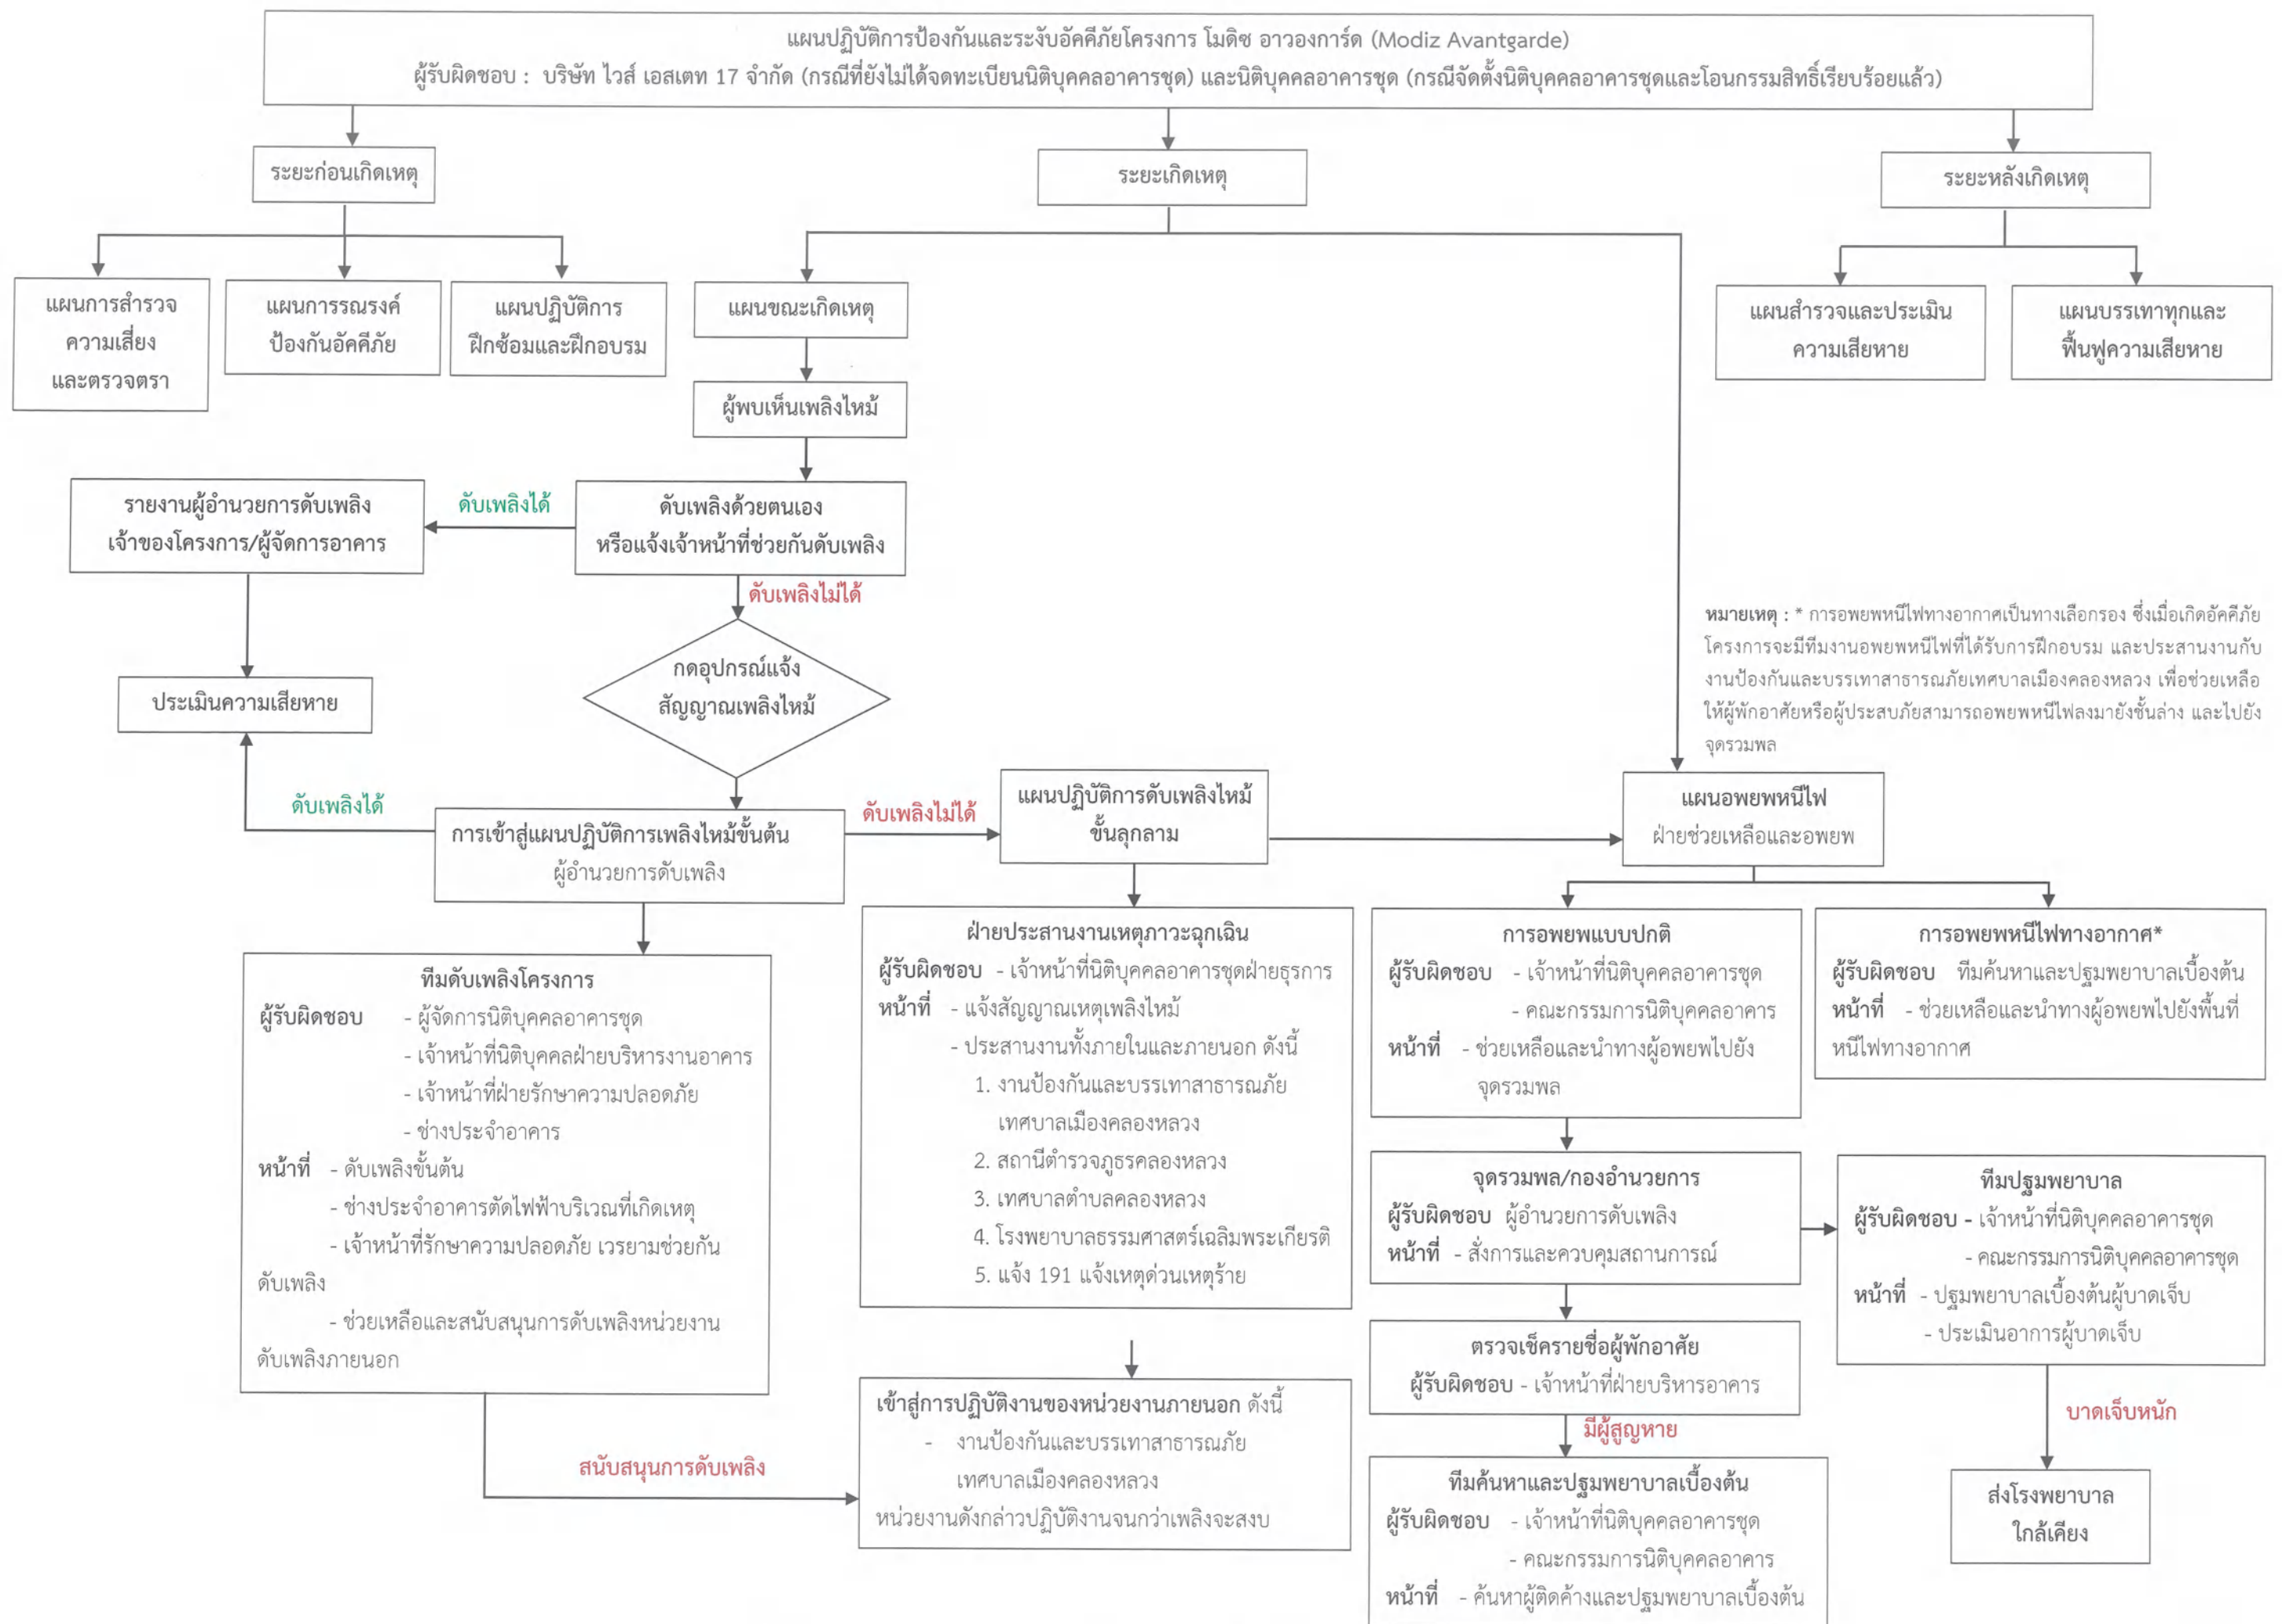 แผนปฏิบัติการป้องกันและระงับอัคคีภัยโครงการ โมดิซ อาวองการ์ด (Modiz Avantgarde)
ผู้รับผิดชอบ : บริษัท ไวส์ เอสเตท 17 จำกัด (กรณีที่ยังไม่ได้จดทะเบียนนิติบุคคลอาคารชุด) และนิติบุคคลอาคารชุด (กรณีจัดตั้งนิติบุคคลอาคารชุดและโอนกรรมสิทธิ์เรียบร้อยแล้ว)
ระยะก่อนเกิดเหตุ
ระยะเกิดเหตุ
ระยะหลังเกิดเหตุ
แผนการสำรวจ
ความเสี่ยง
และตรวจตรา
แผนการรณรงค์
ป้องกันอัคคีภัย
แผนปฏิบัติการ
ฝึกซ้อมและฝึกอบรม
แผนขณะเกิดเหตุ
แผนสำรวจและประเมิน
ความเสียหาย
แผนบรรเทาทุกและ
ฟื้นฟูความเสียหาย
ผู้พบเห็นเพลิงไหม้
รายงานผู้อำนวยการดับเพลิง
เจ้าของโครงการ/ผู้จัดการอาคาร
ดับเพลิงได้
ดับเพลิงด้วยตนเอง
หรือแจ้งเจ้าหน้าที่ช่วยกันดับเพลิง
ดับเพลิงไม่ได้
กดอุปกรณ์แจ้ง
สัญญาณเพลิงไหม้
ประเมินความเสียหาย
หมายเหตุ : * การอพยพหนีไฟทางอากาศเป็นทางเลือกรอง ซึ่งเมื่อเกิดอัคคีภัย
โครงการจะมีทีมงานอพยพหนีไฟที่ได้รับการฝึกอบรม และประสานงานกับ
งานป้องกันและบรรเทาสาธารณภัยเทศบาลเมืองคลองหลวง เพื่อช่วยเหลือ
ให้ผู้พักอาศัยหรือผู้ประสบภัยสามารถอพยพหนีไฟลงมายังชั้นล่าง และไปยัง
จุดรวมพล
ดับเพลิงได้
การเข้าสู่แผนปฏิบัติการเพลิงไหม้ขั้นต้น
ผู้อำนวยการดับเพลิง
ดับเพลิงไม่ได้
แผนปฏิบัติการดับเพลิงไหม้
ขั้นลุกลาม
แผนอพยพหนีไฟ
ฝ่ายช่วยเหลือและอพยพ
ทีมดับเพลิงโครงการ
ผู้รับผิดชอบ - ผู้จัดการนิติบุคคลอาคารชุด
- เจ้าหน้าที่นิติบุคคลฝ่ายบริหารงานอาคาร
- เจ้าหน้าที่ฝ่ายรักษาความปลอดภัย
- ช่างประจำอาคาร
หน้าที่ - ดับเพลิงขั้นต้น
- ช่างประจำอาคารตัดไฟฟ้าบริเวณที่เกิดเหตุ
- เจ้าหน้าที่รักษาความปลอดภัย เวรยามช่วยกัน
ดับเพลิง
- ช่วยเหลือและสนับสนุนการดับเพลิงหน่วยงาน
ดับเพลิงภายนอก
ฝ่ายประสานงานเหตุภาวะฉุกเฉิน
ผู้รับผิดชอบ - เจ้าหน้าที่นิติบุคคลอาคารชุดฝ่ายธุรการ
หน้าที่ - แจ้งสัญญาณเหตุเพลิงไหม้
- ประสานงานทั้งภายในและภายนอก ดังนี้
1. งานป้องกันและบรรเทาสาธารณภัย
เทศบาลเมืองคลองหลวง
2. สถานีตำรวจภูธรคลองหลวง
3. เทศบาลตำบลคลองหลวง
4. โรงพยาบาลธรรมศาสตร์เฉลิมพระเกียรติ
5. แจ้ง 191 แจ้งเหตุด่วนเหตุร้าย
การอพยพแบบปกติ
ผู้รับผิดชอบ - เจ้าหน้าที่นิติบุคคลอาคารชุด
- คณะกรรมการนิติบุคคลอาคาร
หน้าที่ - ช่วยเหลือและนำทางผู้อพยพไปยัง
จุดรวมพล
การอพยพหนีไฟทางอากาศ*
ผู้รับผิดชอบ ทีมค้นหาและปฐมพยาบาลเบื้องต้น
หน้าที่ - ช่วยเหลือและนำทางผู้อพยพไปยังพื้นที่
หนีไฟทางอากาศ
จุดรวมพล/กองอำนวยการ
ผู้รับผิดชอบ ผู้อำนวยการดับเพลิง
หน้าที่ - สั่งการและควบคุมสถานการณ์
ทีมปฐมพยาบาล
ผู้รับผิดชอบ - เจ้าหน้าที่นิติบุคคลอาคารชุด
- คณะกรรมการนิติบุคคลอาคารชุด
หน้าที่ - ปฐมพยาบาลเบื้องต้นผู้บาดเจ็บ
- ประเมินอาการผู้บาดเจ็บ
ตรวจเช็ครายชื่อผู้พักอาศัย
ผู้รับผิดชอบ - เจ้าหน้าที่ฝ่ายบริหารอาคาร
สนับสนุนการดับเพลิง
เข้าสู่การปฏิบัติงานของหน่วยงานภายนอก ดังนี้
- งานป้องกันและบรรเทาสาธารณภัย
เทศบาลเมืองคลองหลวง
หน่วยงานดังกล่าวปฏิบัติงานจนกว่าเพลิงจะสงบ
มีผู้สูญหาย
บาดเจ็บหนัก
ทีมค้นหาและปฐมพยาบาลเบื้องต้น
ผู้รับผิดชอบ - เจ้าหน้าที่นิติบุคคลอาคารชุด
- คณะกรรมการนิติบุคคลอาคาร
หน้าที่ - ค้นหาผู้ติดค้างและปฐมพยาบาลเบื้องต้น
ส่งโรงพยาบาล
ใกล้เคียง